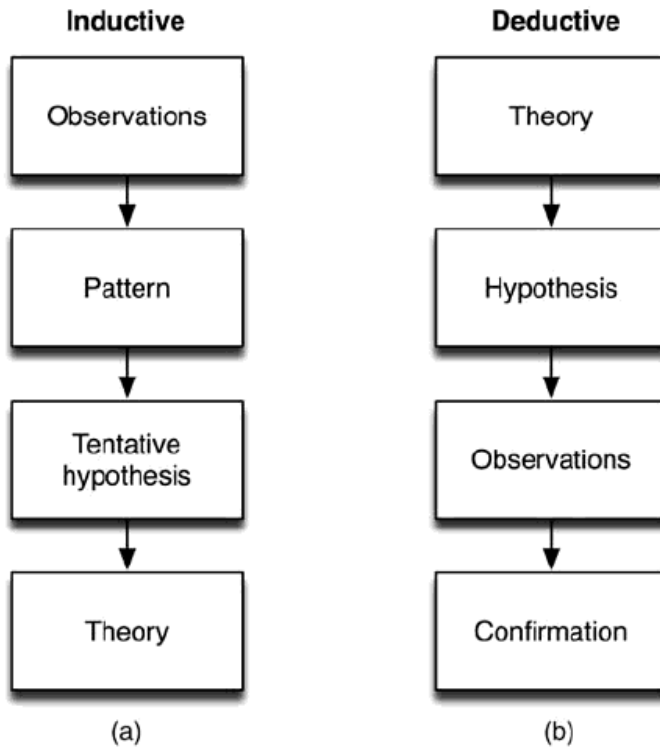 Inductive
Observations
Pattern
Tentative
hypothesis
Theory
(a)
Deductive
Theory
Hypothesis
Observations
Confirmation
(b)